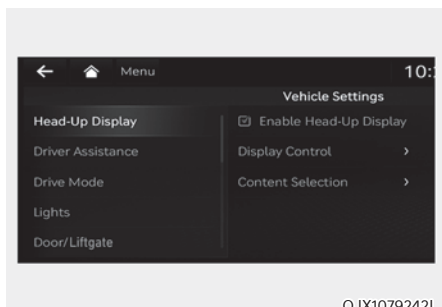 Menu
10:
Vehicle Settings
Head-Up Display
Enable Head-Up Display
Driver Assistance
Display Control
Drive Mode
Content Selection
Lights
Door/Liftgate
OJX1079242L